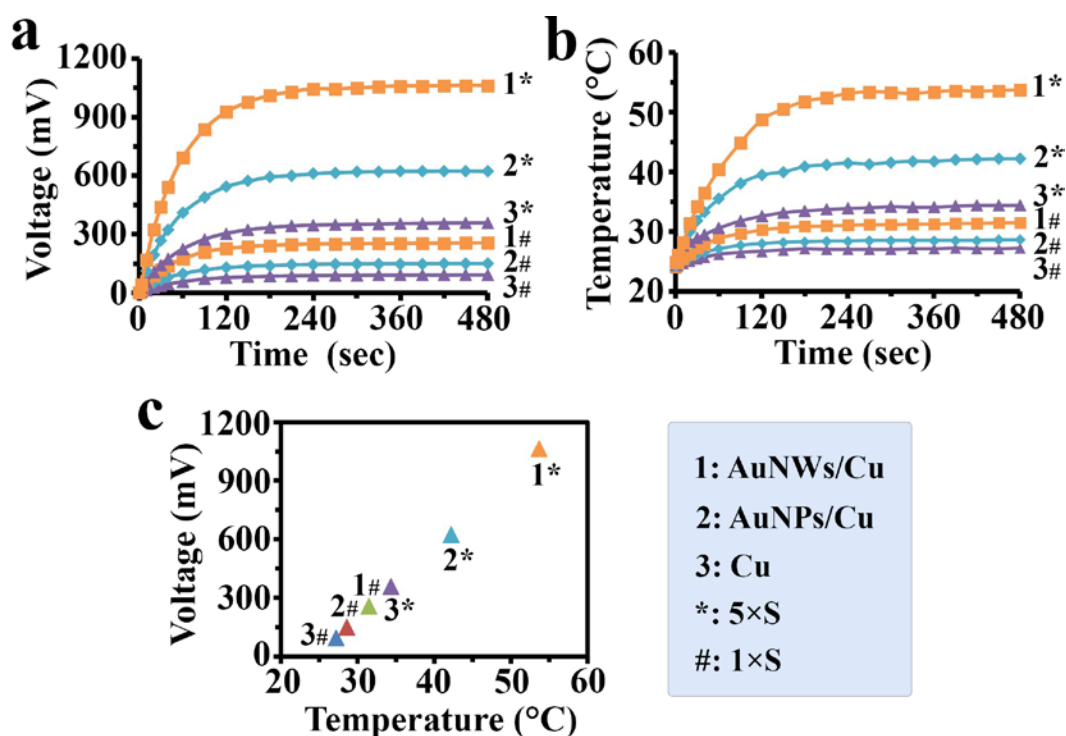 a
1200
900
600
300
0
Voltage (mV)
0 120 240 360 480
Time (sec)
1*
2*
3*
1#
2#
3#
b
60
50
40
30
20
Temperature (°C)
0 120 240 360 480
Time (sec)
1*
2*
3*
1#
2#
3#
c
1200
900
600
300
0
Voltage (mV)
20 30 40 50 60
Temperature (°C)
1*
2*
1#
3*
2#
3#
1: AuNWs/Cu
2: AuNPs/Cu
3: Cu
*: 5×S
#: 1×S